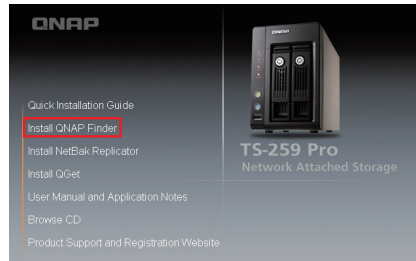 QNAP
Quick Installation Guide
Install QNAP Finder
Install NetBak Replicator
Install QGet
User Manual and Application Notes
Browse CD
Product Support and Registration Website
TS-259 Pro
Network Attached Storage